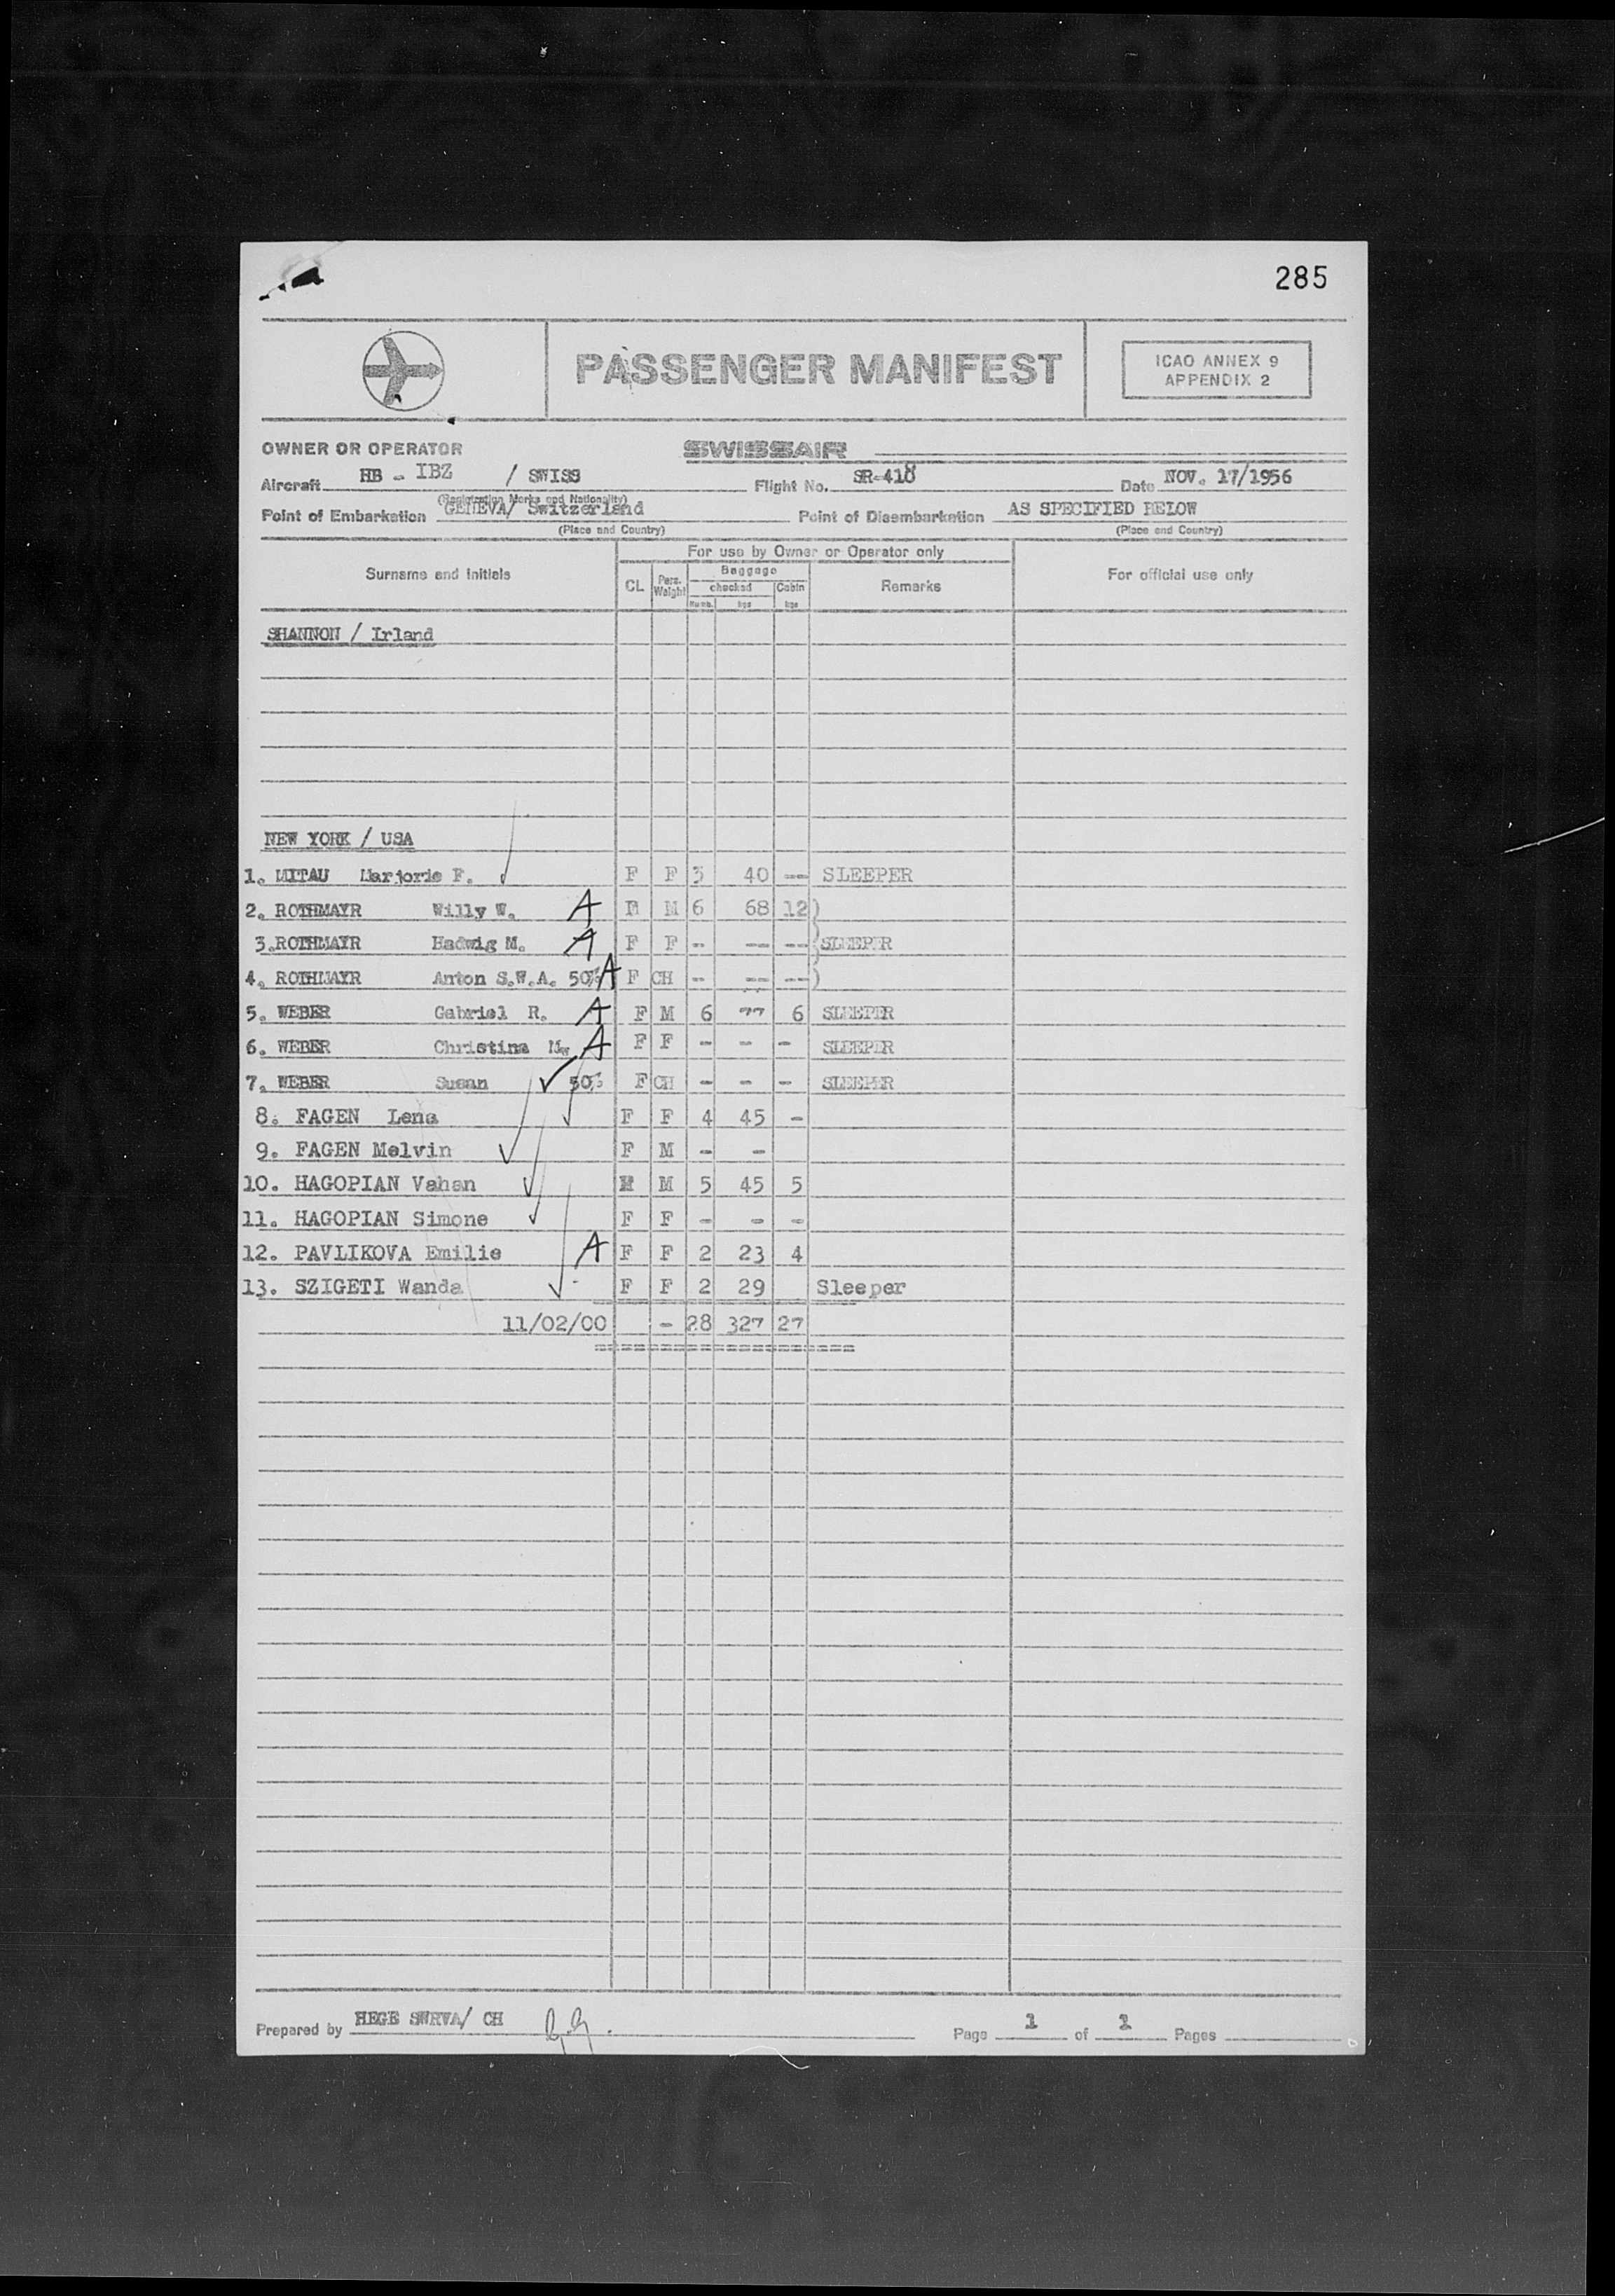 285
PASSENGER MANIFEST
ICAO ANNEX 9
APPENDIX 2
OWNER OR OPERATOR SWISSAIR
Aircraft HB - IBZ / SWISS Flight No. SR-418 Date NOV. 17/1956
(Registration Marks and Nationality)
Point of Embarkation GENEVA/ Switzerland Point of Disembarkation AS SPECIFIED BELOW
(Place and Country) (Place and Country)
For use by Owner or Operator only
Surname and Initials CL Pers. Weight Baggage checked Numb. kgs Cabin kgs Remarks For official use only
SHANNON / Irland
NEW YORK / USA
1. MITAU Marjorie F. F F 3 40 -- SLEEPER
2. ROTHMAYR Willy W. A M 6 68 12 )
3. ROTHMAYR Hedwig M. A F F - -- -- (SLEEPER
4. ROTHMAYR Anton S.W.A. 50% A F CH - -- -- )
5. WEBER Gabriel R. A F M 6 77 6 SLEEPER
6. WEBER Christina M. A F F - - - SLEEPER
7. WEBER Susan ✓ 50% F CH - - - SLEEPER
8. FAGEN Lena F F 4 45 -
9. FAGEN Melvin F M - -
10. HAGOPIAN Vahan M 5 45 5
11. HAGOPIAN Simone F F - - -
12. PAVLIKOVA Emilie A F F 2 23 4
13. SZIGETI Wanda F F 2 29 Sleeper
11/02/00 - 28 327 27
=====================
Prepared by HEGE SWRVA/ CH Page 1 of 1 Pages